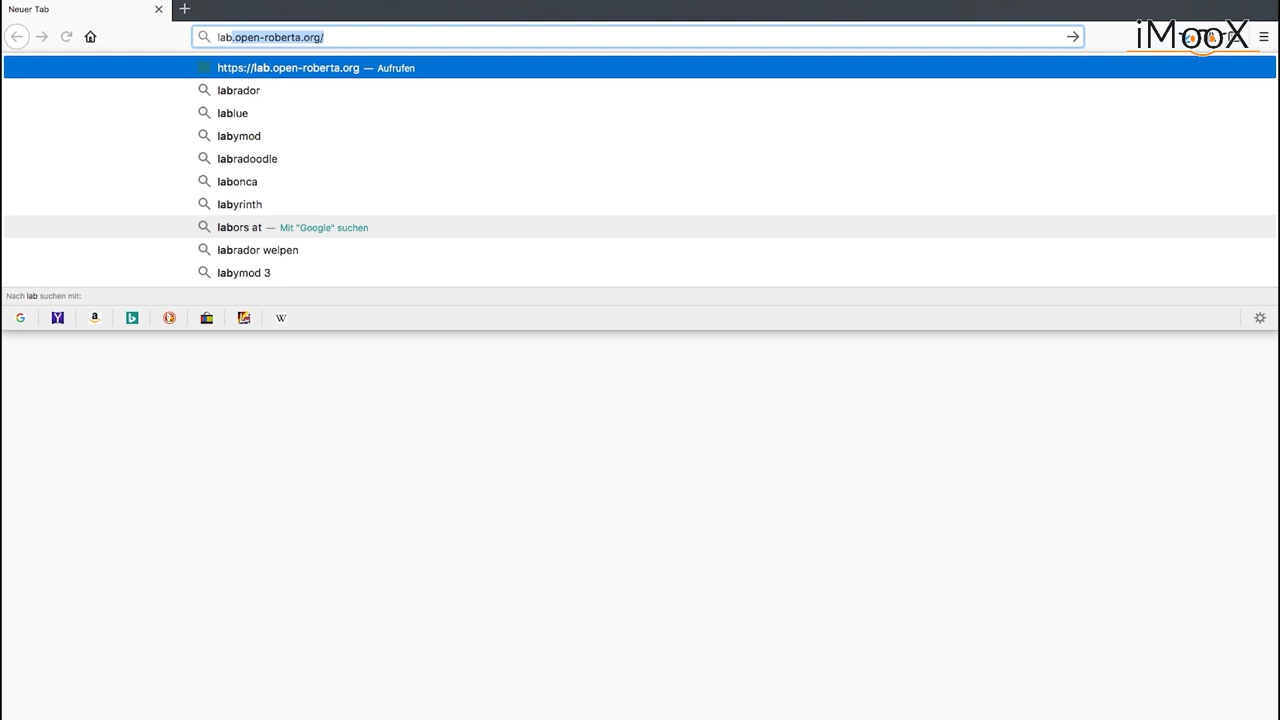 Neuer Tab
lab.open-roberta.org/
iMooX
https://lab.open-roberta.org — Aufrufen
labrador
lablue
labymod
labradoodle
labonca
labyrinth
labors at — Mit "Google" suchen
labrador welpen
labymod 3
Nach lab suchen mit:
G Y a b W